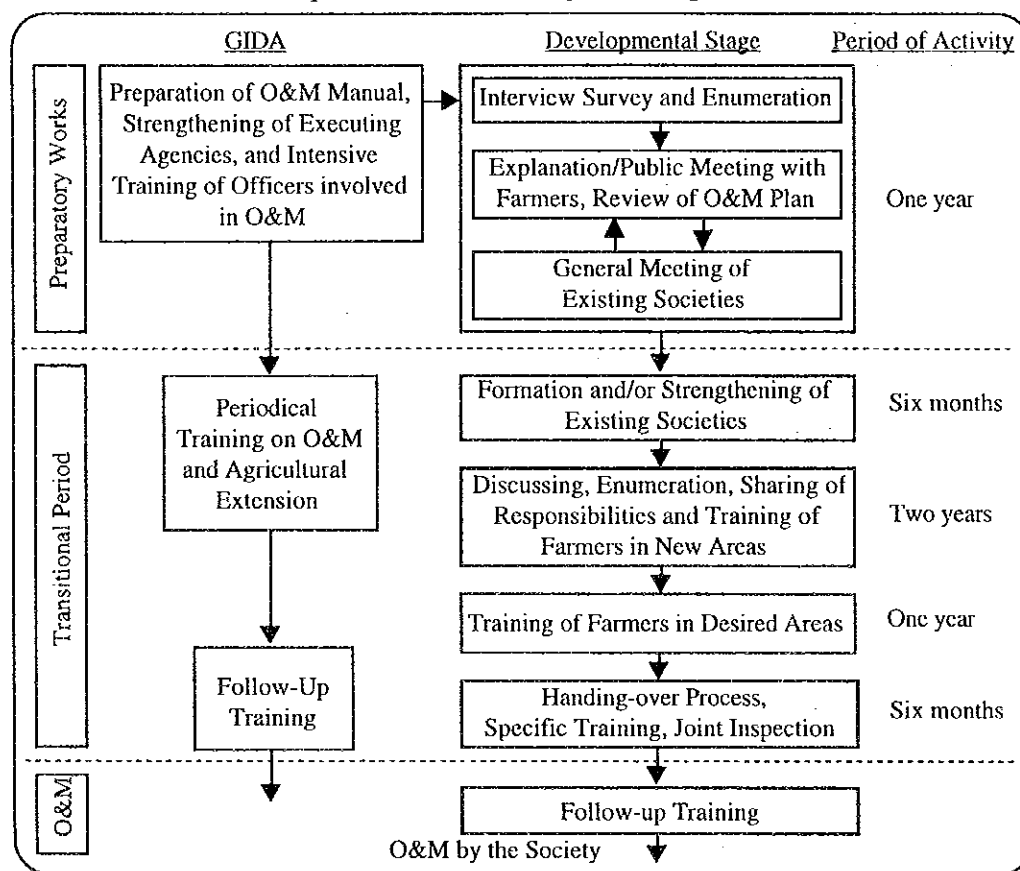 GIDA
Developmental Stage
Period of Activity
Preparatory Works
Preparation of O&M Manual,
Strengthening of Executing
Agencies, and Intensive
Training of Officers involved
in O&M
Interview Survey and Enumeration
Explanation/Public Meeting with
Farmers, Review of O&M Plan
General Meeting of
Existing Societies
One year
Transitional Period
Periodical
Training on O&M
and Agricultural
Extension
Follow-Up
Training
Formation and/or Strengthening of
Existing Societies
Six months
Discussing, Enumeration, Sharing of
Responsibilities and Training of
Farmers in New Areas
Two years
Training of Farmers in Desired Areas
One year
Handing-over Process,
Specific Training, Joint Inspection
Six months
O&M
Follow-up Training
O&M by the Society